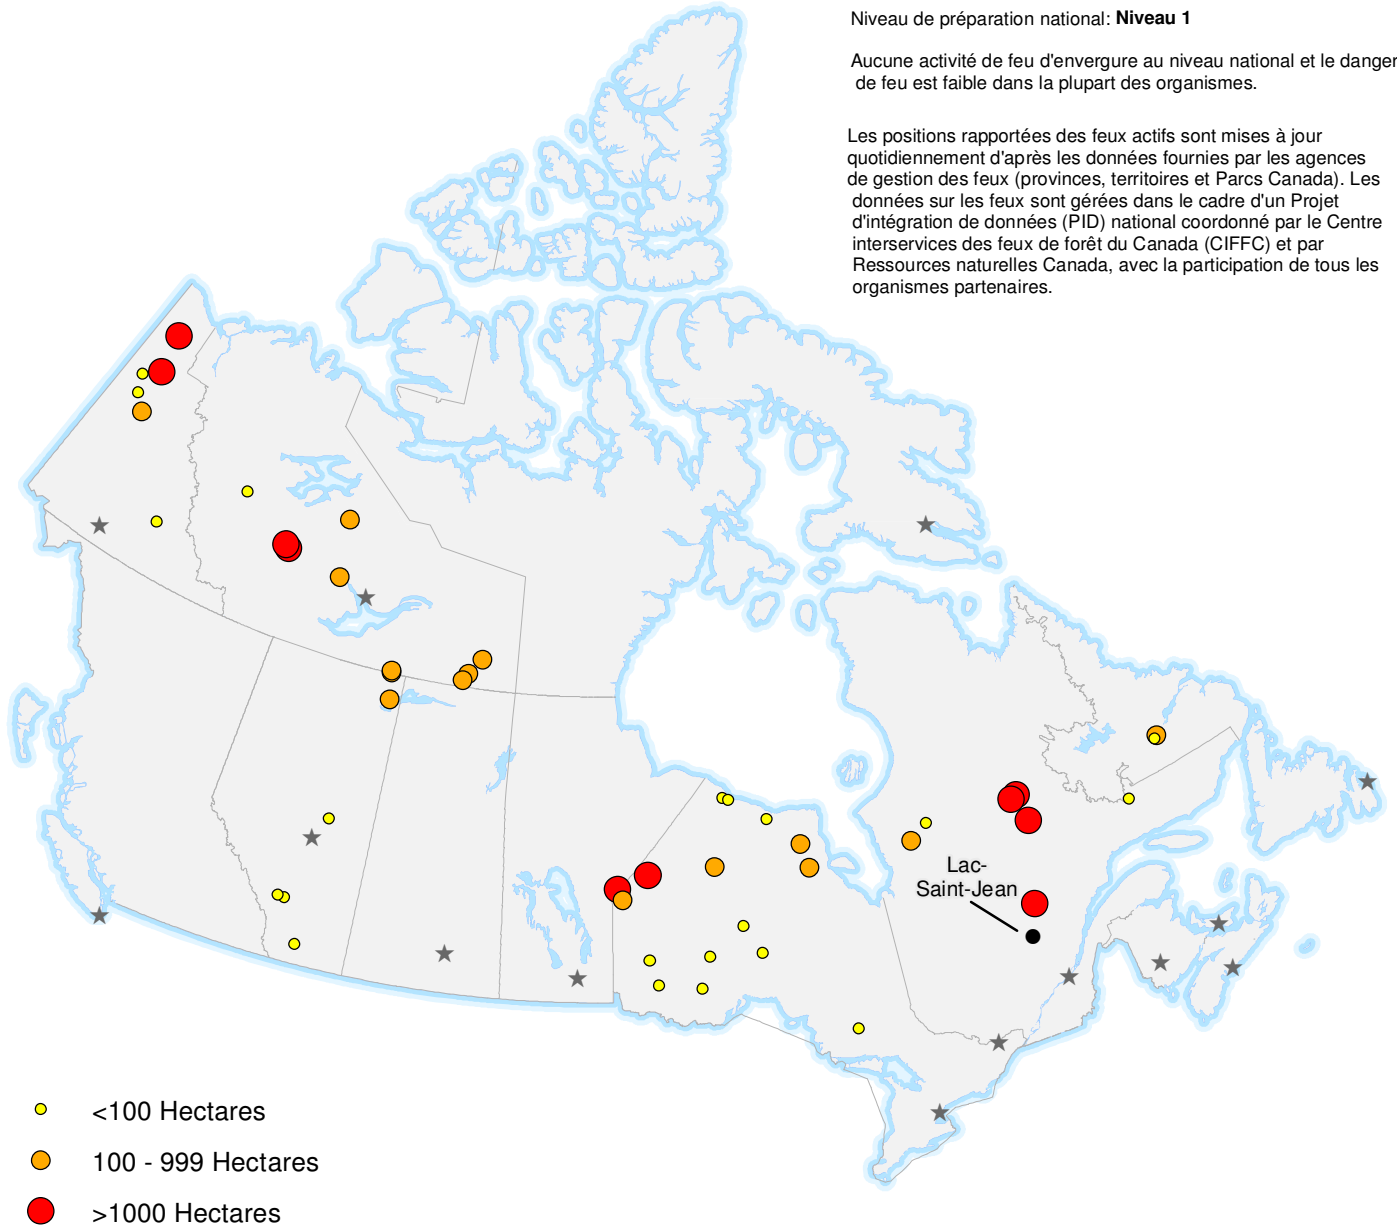 Niveau de préparation national: Niveau 1
Aucune activité de feu d'envergure au niveau national et le danger
de feu est faible dans la plupart des organismes.
Les positions rapportées des feux actifs sont mises à jour
quotidiennement d'après les données fournies par les agences
de gestion des feux (provinces, territoires et Parcs Canada). Les
données sur les feux sont gérées dans le cadre d'un Projet
d'intégration de données (PID) national coordonné par le Centre
interservices des feux de forêt du Canada (CIFFC) et par
Ressources naturelles Canada, avec la participation de tous les
organismes partenaires.
Lac-
Saint-Jean
<100 Hectares
100 - 999 Hectares
>1000 Hectares